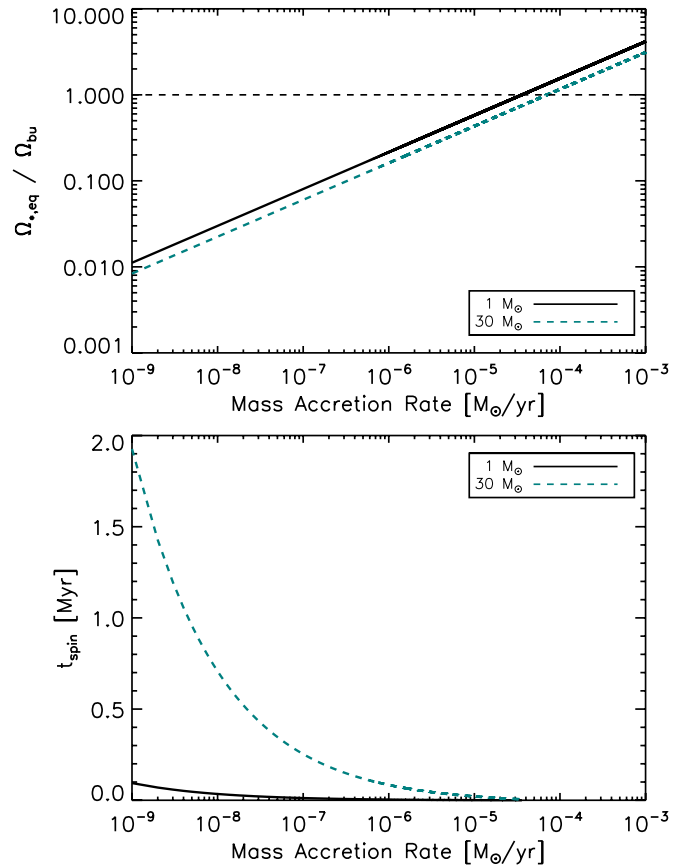 10.000
1.000
0.100
0.010
0.001
Ω*,eq / Ωbu
1 M☉
30 M☉
10⁻⁹ 10⁻⁸ 10⁻⁷ 10⁻⁶ 10⁻⁵ 10⁻⁴ 10⁻³
Mass Accretion Rate [M☉/yr]
2.0
1.5
1.0
0.5
0.0
tspin [Myr]
1 M☉
30 M☉
10⁻⁹ 10⁻⁸ 10⁻⁷ 10⁻⁶ 10⁻⁵ 10⁻⁴ 10⁻³
Mass Accretion Rate [M☉/yr]